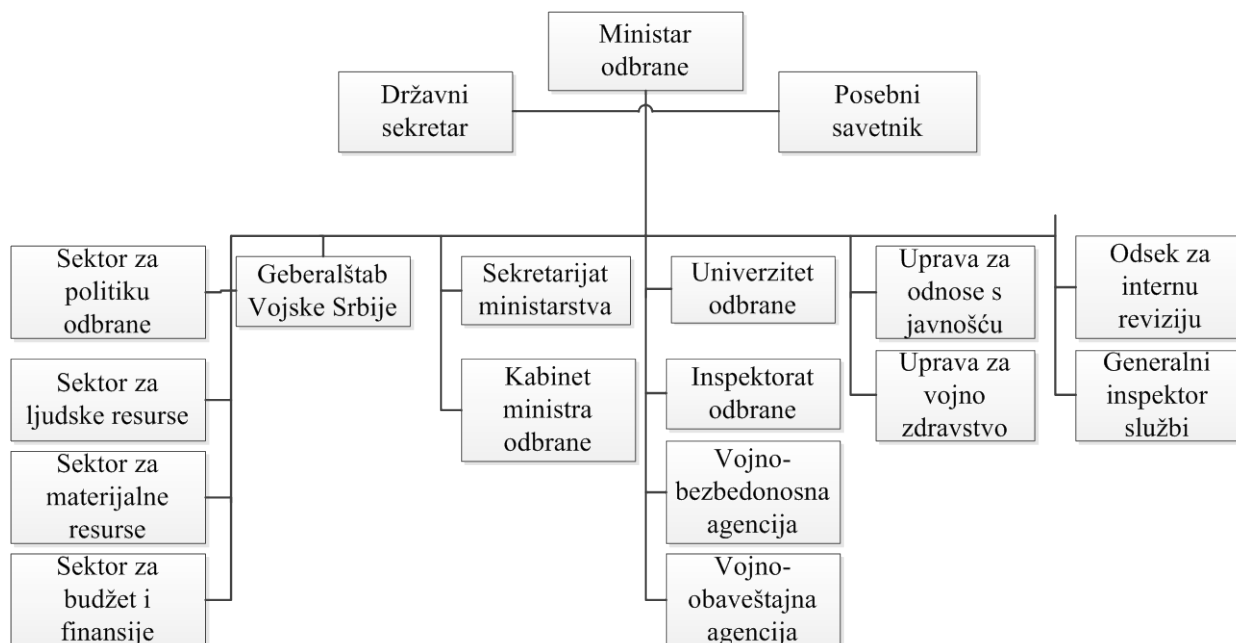 Ministar
odbrane
Državni
sekretar
Posebni
savetnik
Sektor za
politiku
odbrane
Geberalštab
Vojske Srbije
Sekretarijat
ministarstva
Univerzitet
odbrane
Uprava za
odnose s
javnošću
Odsek za
internu
reviziju
Sektor za
ljudske resurse
Kabinet
ministra
odbrane
Inspektorat
odbrane
Uprava za
vojno
zdravstvo
Generalni
inspektor
službi
Sektor za
materijalne
resurse
Vojno-
bezbedonosna
agencija
Sektor za
budžet i
finansije
Vojno-
obaveštajna
agencija